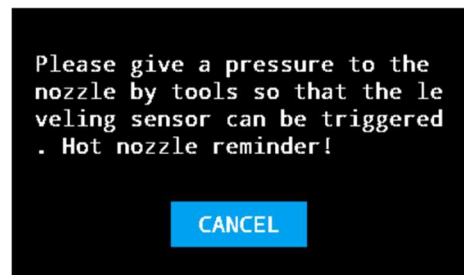 Please give a pressure to the
nozzle by tools so that the le
veling sensor can be triggered
. Hot nozzle reminder!
CANCEL